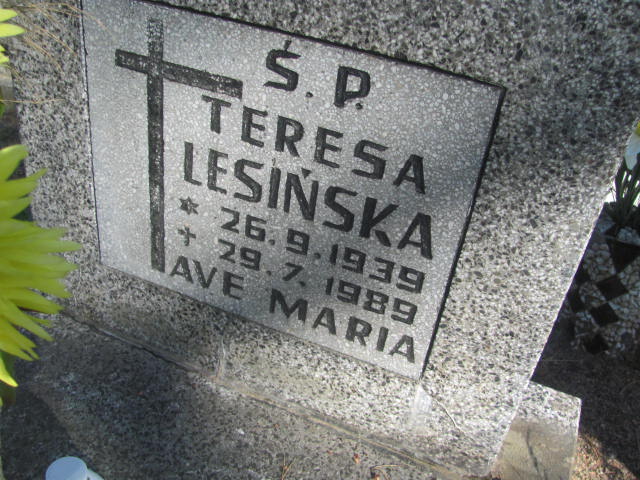 Ś.P.
TERESA
LESIŃSKA
* 26.9.1939
+ 29.7.1989
AVE MARIA